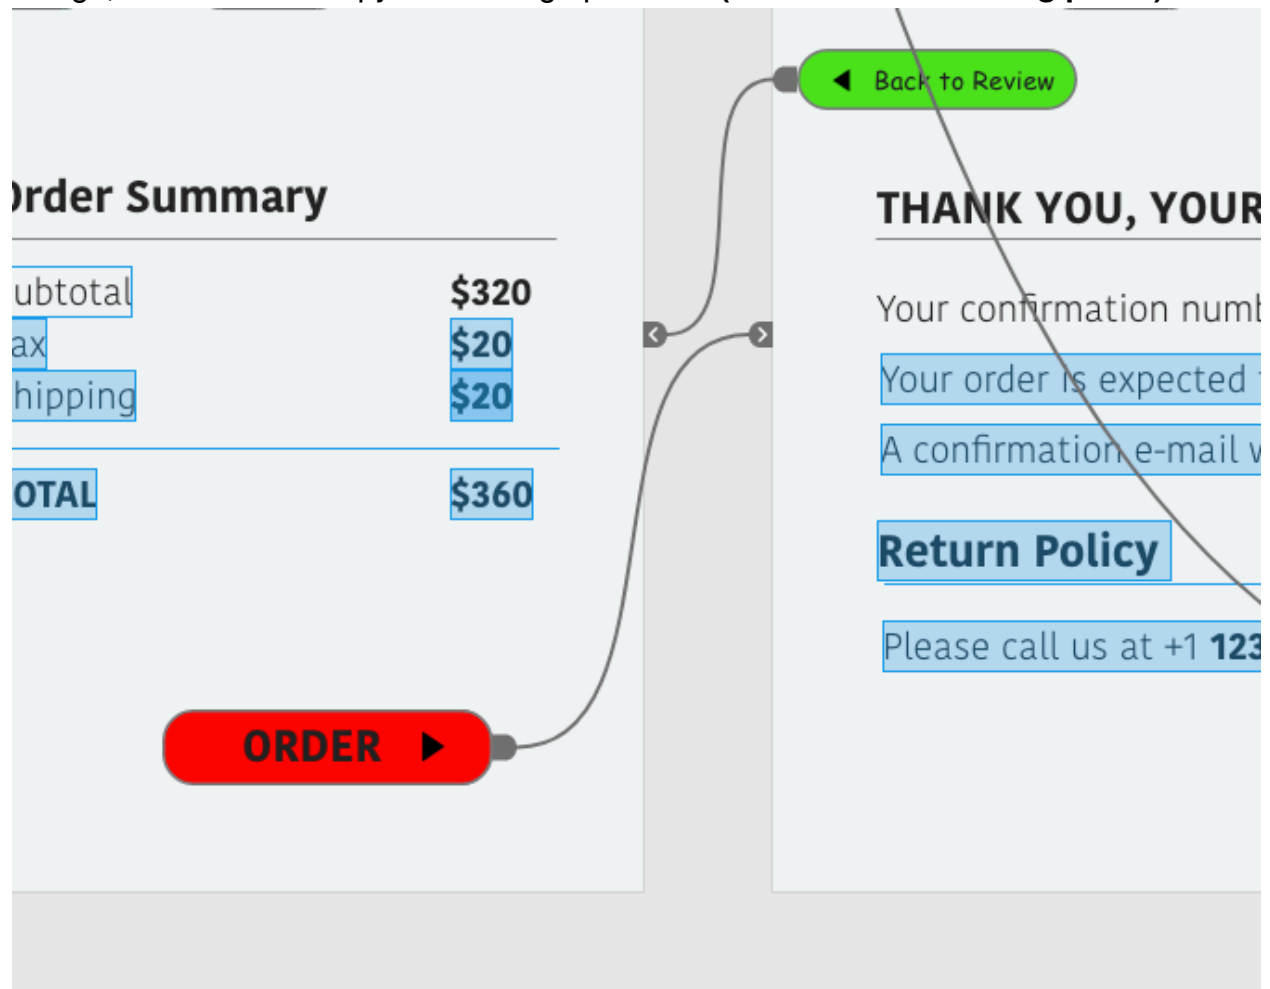 Order Summary
ubtotal $320
ax $20
hipping $20
OTAL $360
ORDER
Back to Review
THANK YOU, YOUR
Your confirmation numb
Your order is expected
A confirmation e-mail w
Return Policy
Please call us at +1 123